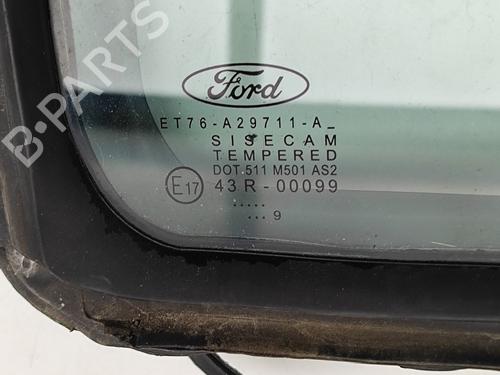 B-PARTS
Ford
ET76-A29711-A_
SISECAM
TEMPERED
DOT.511 M501 AS2
E17 43R-00099
.....
...9